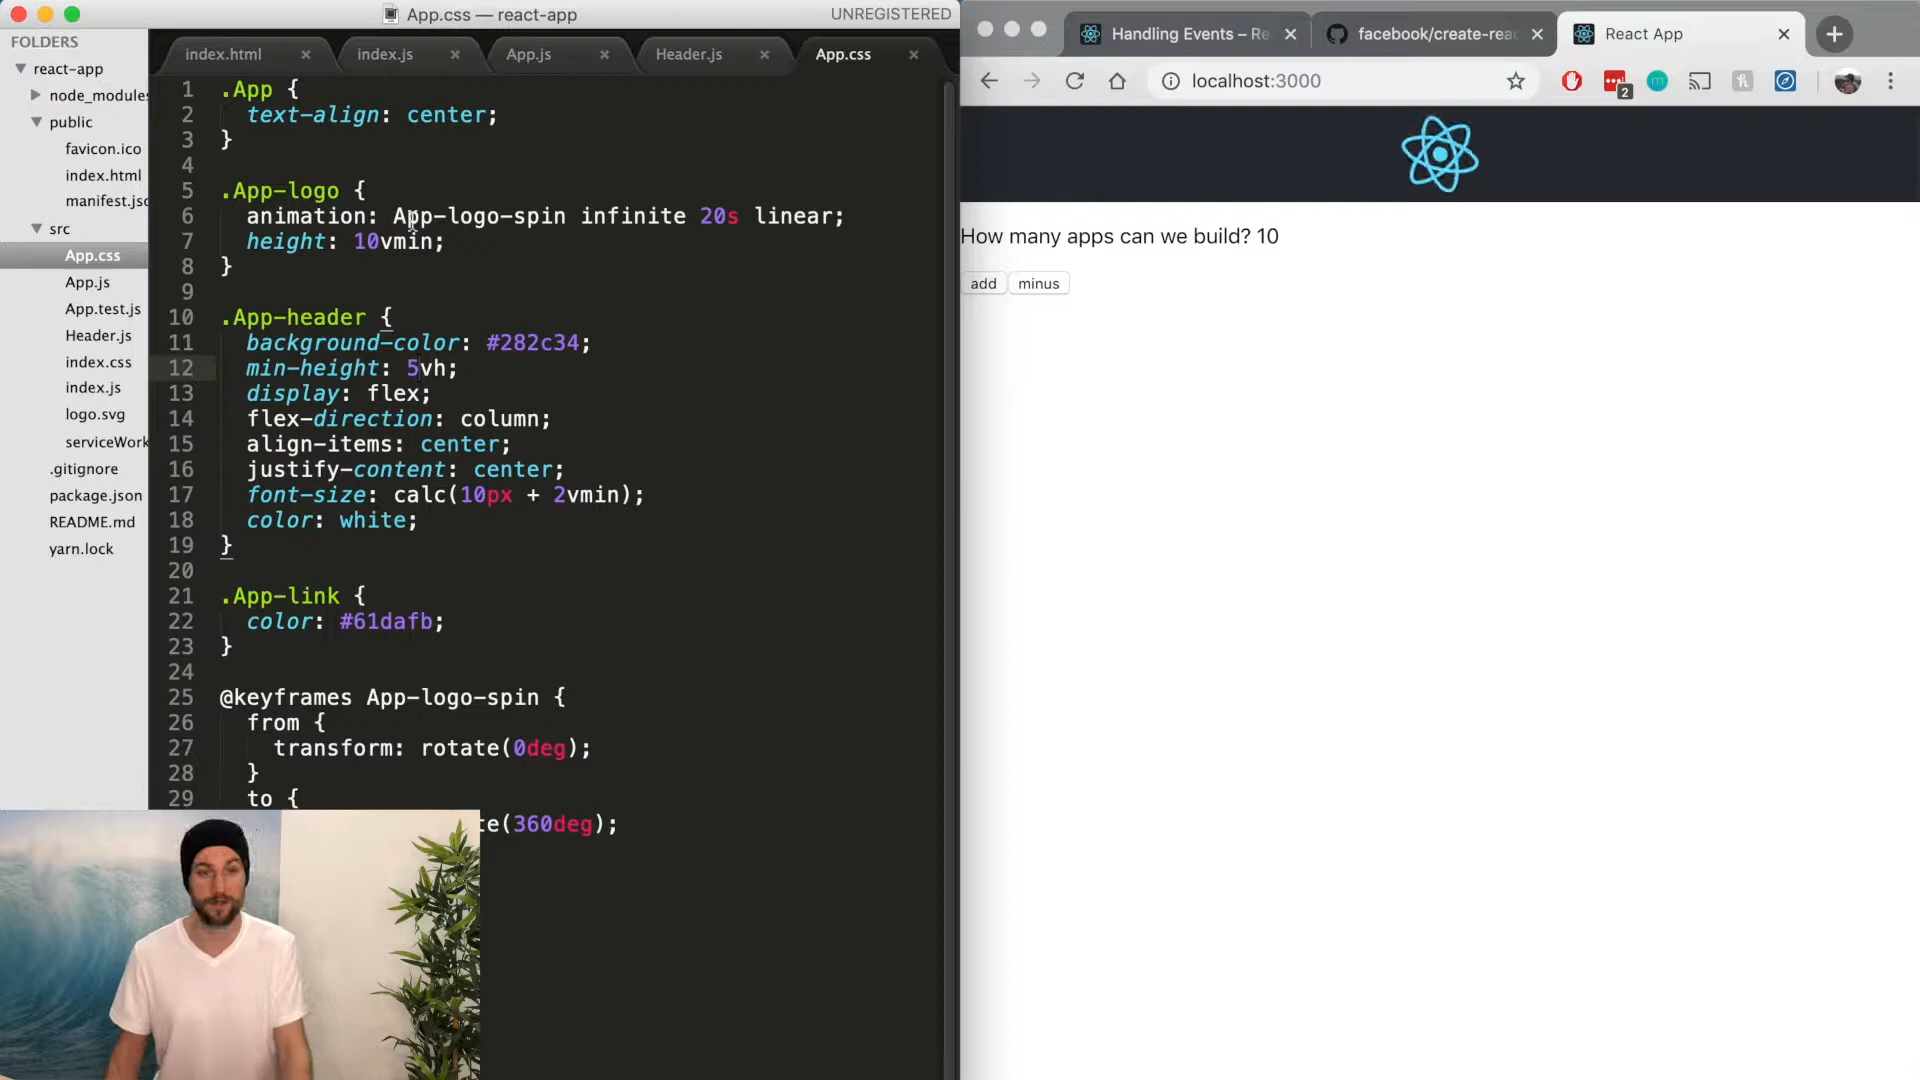 App.css — react-app
UNREGISTERED
FOLDERS
react-app
node_modules
public
favicon.ico
index.html
manifest.jsc
src
App.css
App.js
App.test.js
Header.js
index.css
index.js
logo.svg
serviceWork
.gitignore
package.json
README.md
yarn.lock
index.html
index.js
App.js
Header.js
App.css
1 .App {
2 text-align: center;
3 }
4
5 .App-logo {
6 animation: App-logo-spin infinite 20s linear;
7 height: 10vmin;
8 }
9
10 .App-header {
11 background-color: #282c34;
12 min-height: 5vh;
13 display: flex;
14 flex-direction: column;
15 align-items: center;
16 justify-content: center;
17 font-size: calc(10px + 2vmin);
18 color: white;
19 }
20
21 .App-link {
22 color: #61dafb;
23 }
24
25 @keyframes App-logo-spin {
26 from {
27 transform: rotate(0deg);
28 }
29 to {
te(360deg);
Handling Events – Re
facebook/create-reac
React App
localhost:3000
2
How many apps can we build? 10
add
minus